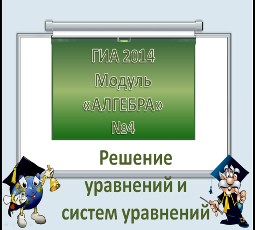 ГИА 2014
Модуль
«АЛГЕБРА»
№4
Решение
уравнений и
систем уравнений